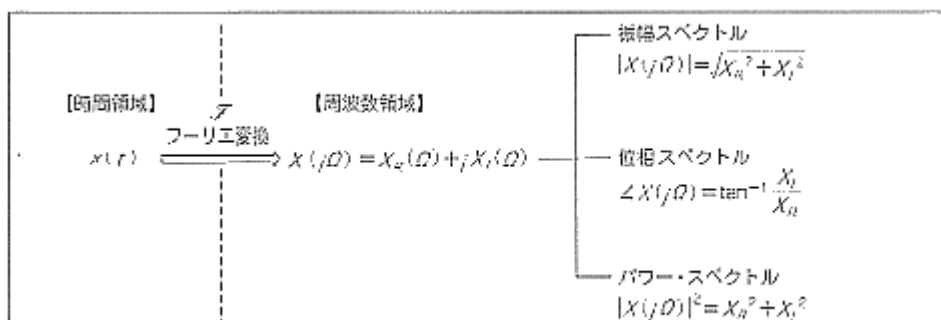 【時間領域】
x(t)
ℱ
フーリエ変換
【周波数領域】
X(jΩ)=X_R(Ω)+jX_I(Ω)
振幅スペクトル
|X(jΩ)|=√X_R²+X_I²
位相スペクトル
∠X(jΩ)=tan⁻¹ X_I/X_R
パワー・スペクトル
|X(jΩ)|²=X_R²+X_I²